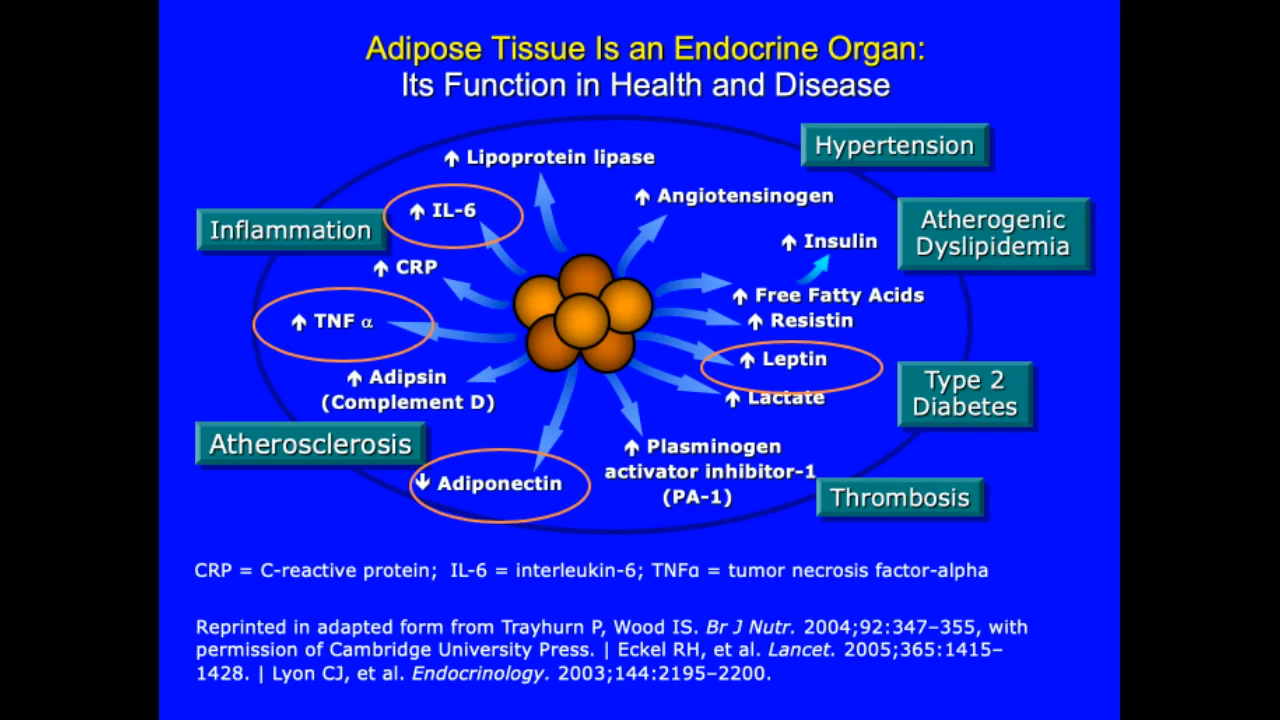 Adipose Tissue Is an Endocrine Organ:
Its Function in Health and Disease
Hypertension
↑ Lipoprotein lipase
↑ Angiotensinogen
↑ IL-6
Inflammation
Atherogenic
Dyslipidemia
↑ Insulin
↑ CRP
↑ Free Fatty Acids
↑ TNF α
↑ Resistin
↑ Leptin
↑ Adipsin
(Complement D)
Type 2
Diabetes
↑ Lactate
Atherosclerosis
↑ Plasminogen
activator inhibitor-1
(PA-1)
↓ Adiponectin
Thrombosis
CRP = C-reactive protein; IL-6 = interleukin-6; TNFα = tumor necrosis factor-alpha
Reprinted in adapted form from Trayhurn P, Wood IS. Br J Nutr. 2004;92:347–355, with
permission of Cambridge University Press. | Eckel RH, et al. Lancet. 2005;365:1415–
1428. | Lyon CJ, et al. Endocrinology. 2003;144:2195–2200.